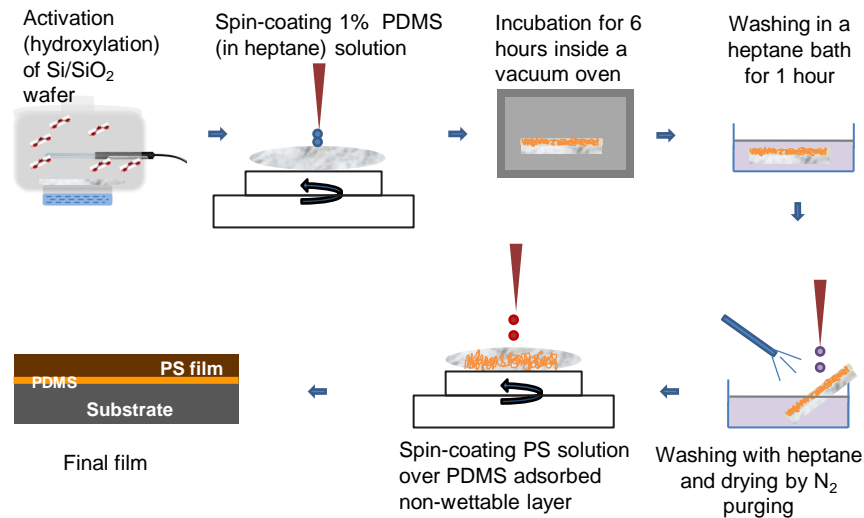 Activation
(hydroxylation)
of Si/SiO₂
wafer
Spin-coating 1% PDMS
(in heptane) solution
Incubation for 6
hours inside a
vacuum oven
Washing in a
heptane bath
for 1 hour
Washing with heptane
and drying by N₂
purging
Spin-coating PS solution
over PDMS adsorbed
non-wettable layer
PS film
PDMS
Substrate
Final film